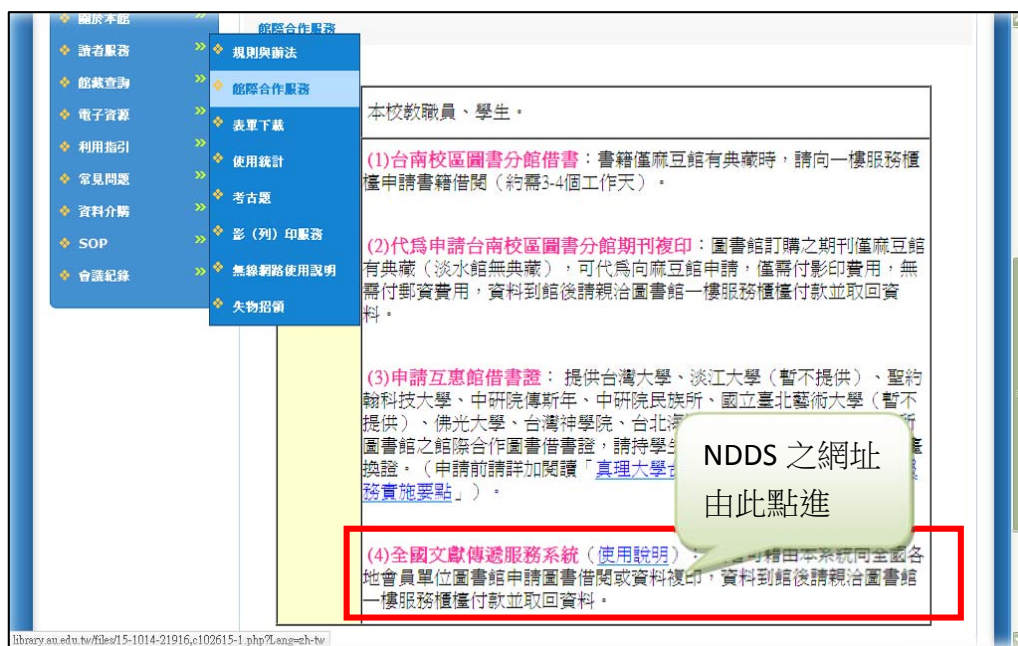 關於本館
讀者服務
館藏查詢
電子資源
利用指引
常見問題
資料介購
SOP
會議紀錄
館際合作服務
規則與辦法
館際合作服務
表單下載
使用統計
考古題
影（列）印服務
無線網路使用說明
失物招領
本校教職員、學生。
(1)台南校區圖書分館借書：書籍僅麻豆館有典藏時，請向一樓服務櫃
檯申請書籍借閱（約需3-4個工作天）。
(2)代為申請台南校區圖書分館期刊複印：圖書館訂購之期刊僅麻豆館
有典藏（淡水館無典藏），可代為向麻豆館申請，僅需付影印費用，無
需付郵資費用，資料到館後請親洽圖書館一樓服務櫃檯付款並取回資
料。
(3)申請互惠館借書證： 提供台灣大學、淡江大學（暫不提供）、聖約
翰科技大學、中研院傅斯年、中研院民族所、國立臺北藝術大學（暫不
提供）、佛光大學、台灣神學院、台北海
所
圖書館之館際合作圖書借書證，請持學生
換證。（申請前請詳加閱讀「真理大學台
務實施要點」）。
NDDS 之網址
由此點進
(4)全國文獻傳遞服務系統（使用說明）：
可藉由本系統向全國各
地會員單位圖書館申請圖書借閱或資料複印，資料到館後請親洽圖書館
一樓服務櫃檯付款並取回資料。
library.au.edu.tw/files/15-1014-21916,c102615-1.php?Lang=zh-tw